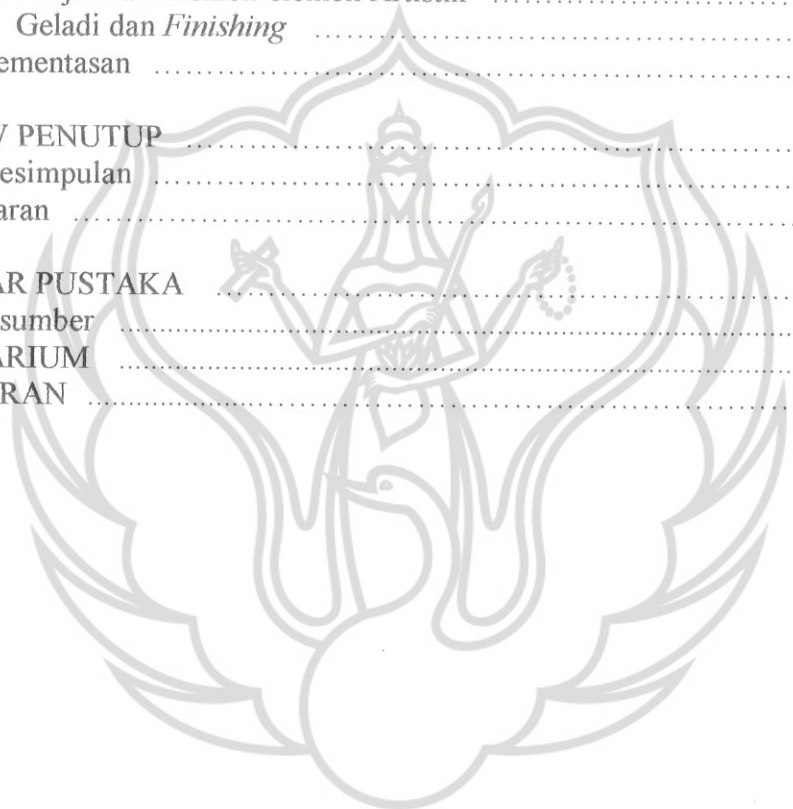 Geladi dan Finishing ..............................
ementasan ..............................
PENUTUP ..............................
esimpulan ..............................
aran ..............................
AR PUSTAKA ..............................
sumber ..............................
ARIUM ..............................
RAN ..............................